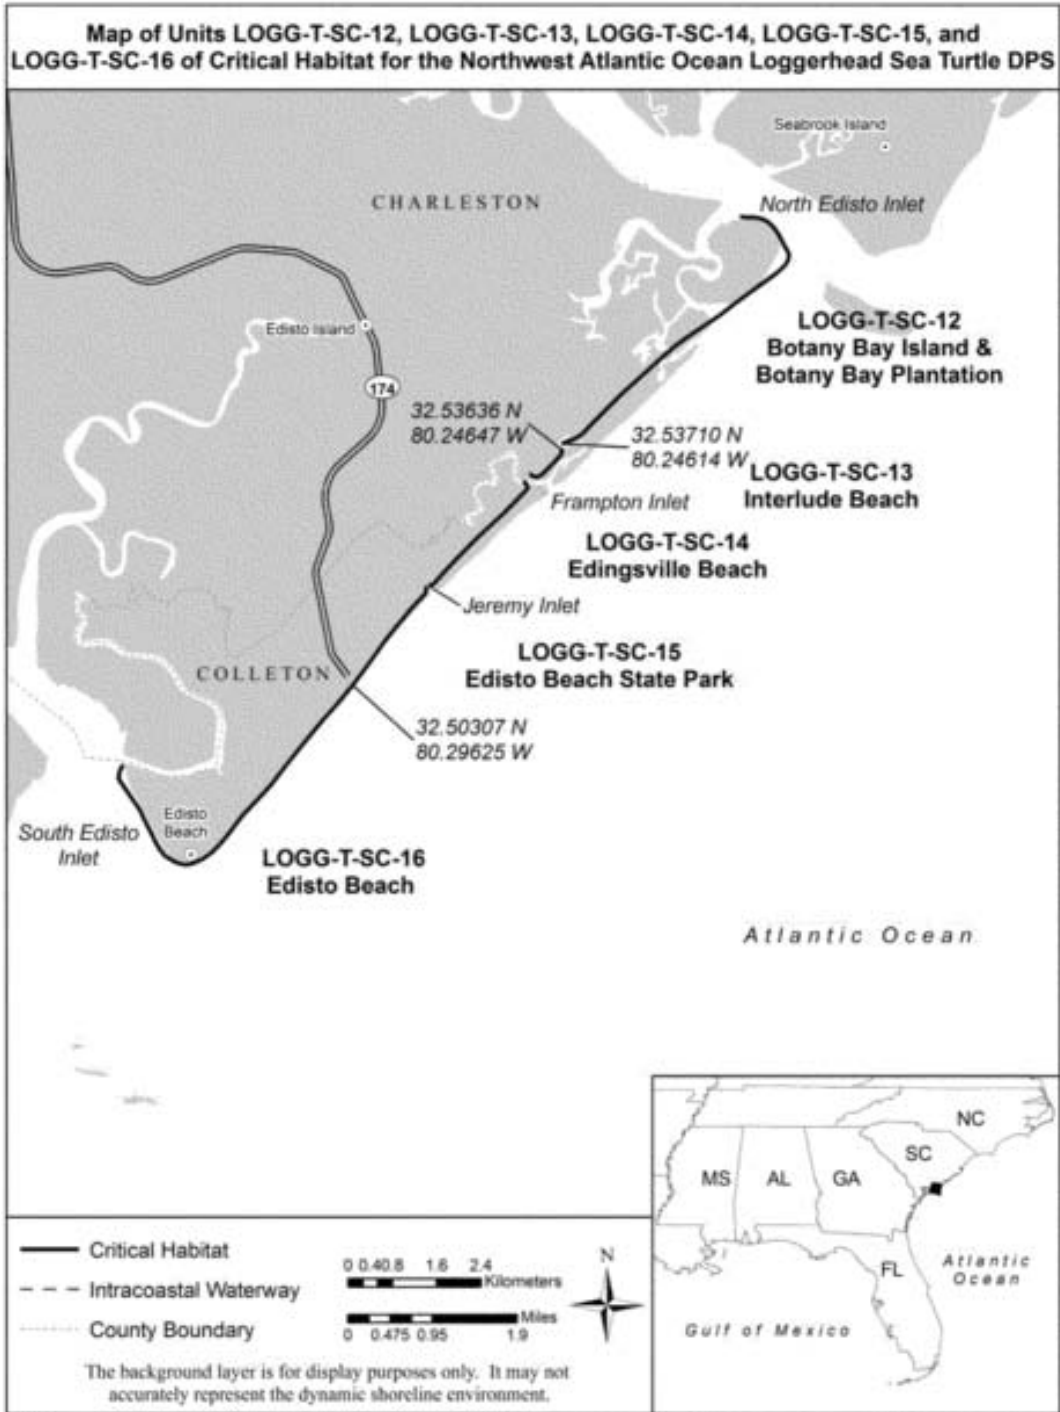 Map of Units LOGG-T-SC-12, LOGG-T-SC-13, LOGG-T-SC-14, LOGG-T-SC-15, and
LOGG-T-SC-16 of Critical Habitat for the Northwest Atlantic Ocean Loggerhead Sea Turtle DPS
Seabrook Island
CHARLESTON
North Edisto Inlet
Edisto Island
LOGG-T-SC-12
Botany Bay Island &
Botany Bay Plantation
174
32.53636 N
80.24647 W
32.53710 N
80.24614 W
LOGG-T-SC-13
Interlude Beach
Frampton Inlet
LOGG-T-SC-14
Edingsville Beach
Jeremy Inlet
LOGG-T-SC-15
Edisto Beach State Park
COLLETON
32.50307 N
80.29625 W
South Edisto
Inlet
Edisto
Beach
LOGG-T-SC-16
Edisto Beach
Atlantic Ocean
NC
SC
MS
AL
GA
FL
Atlantic
Ocean
Gulf of Mexico
Critical Habitat
Intracoastal Waterway
County Boundary
0 0.40.8 1.6 2.4
Kilometers
Miles
0 0.475 0.95 1.9
N
The background layer is for display purposes only. It may not
accurately represent the dynamic shoreline environment.